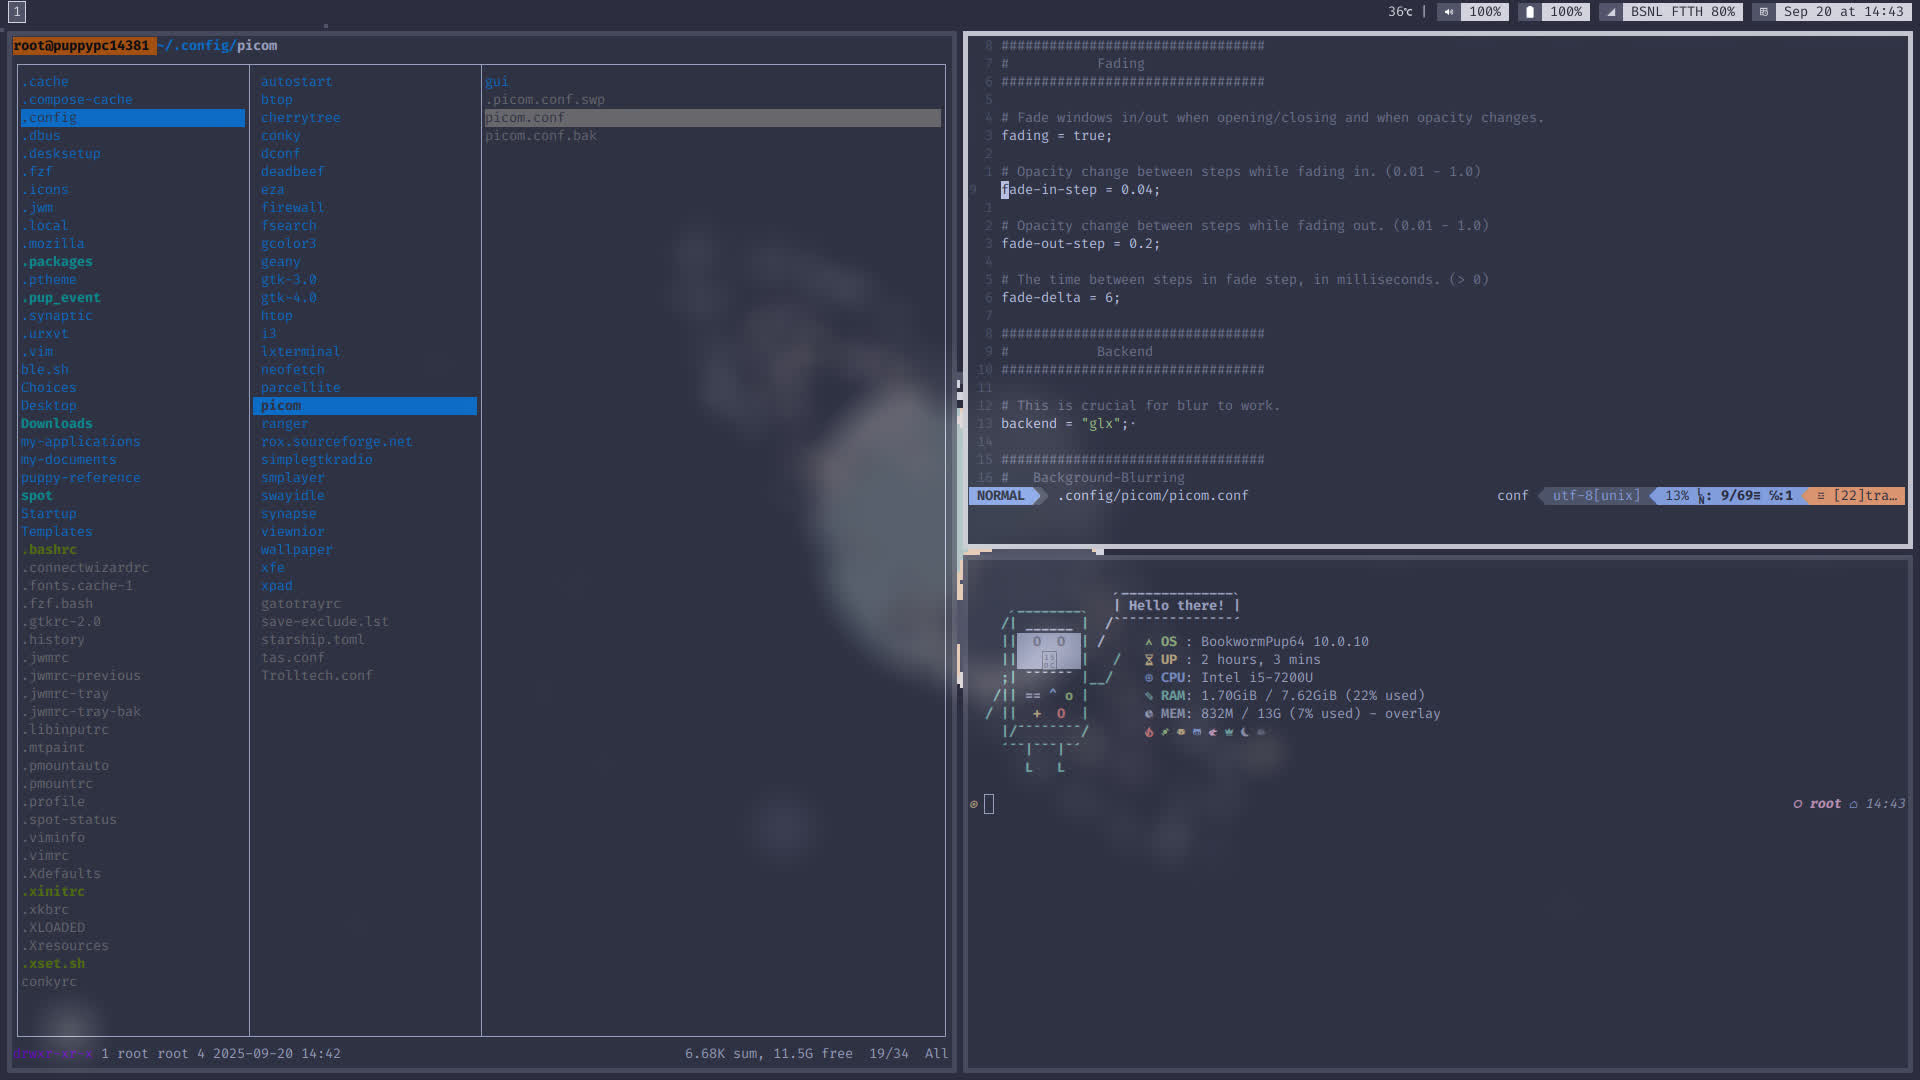 1
36℃ | 100% 100% BSNL FTTH 80% Sep 20 at 14:43
root@puppypc14381 ~/.config/picom
.cache
.compose-cache
.config
.dbus
.desksetup
.fzf
.icons
.jwm
.local
.mozilla
.packages
.ptheme
.pup_event
.synaptic
.urxvt
.vim
ble.sh
Choices
Desktop
Downloads
my-applications
my-documents
puppy-reference
spot
Startup
Templates
.bashrc
.connectwizardrc
.fonts.cache-1
.fzf.bash
.gtkrc-2.0
.history
.jwmrc
.jwmrc-previous
.jwmrc-tray
.jwmrc-tray-bak
.libinputrc
.mtpaint
.pmountauto
.pmountrc
.profile
.spot-status
.viminfo
.vimrc
.Xdefaults
.xinitrc
.xkbrc
.XLOADED
.Xresources
.xset.sh
conkyrc
autostart
btop
cherrytree
conky
dconf
deadbeef
eza
firewall
fsearch
gcolor3
geany
gtk-3.0
gtk-4.0
htop
i3
lxterminal
neofetch
parcellite
picom
ranger
rox.sourceforge.net
simplegtkradio
smplayer
swayidle
synapse
viewnior
wallpaper
xfe
xpad
gatotrayrc
save-exclude.list
starship.toml
tas.conf
Trolltech.conf
gui
.picom.conf.swp
picom.conf
picom.conf.bak
1 root root 4 2025-09-20 14:42 6.68K sum, 11.5G free 19/34 All
8 #################################
7 # Fading
6 #################################
5
4 # Fade windows in/out when opening/closing and when opacity changes.
3 fading = true;
2
1 # Opacity change between steps while fading in. (0.01 - 1.0)
9 fade-in-step = 0.04;
1
2 # Opacity change between steps while fading out. (0.01 - 1.0)
3 fade-out-step = 0.2;
4
5 # The time between steps in fade step, in milliseconds. (> 0)
6 fade-delta = 6;
7
8 #################################
9 # Backend
10 #################################
11
12 # This is crucial for blur to work.
13 backend = "glx";·
14
15 #################################
16 # Background-Blurring
NORMAL .config/picom/picom.conf conf utf-8[unix] 13% ㏑: 9/69≡ ℅:1 ≡ [22]tra…
| Hello there! |
OS : BookwormPup64 10.0.10
UP : 2 hours, 3 mins
CPU: Intel i5-7200U
RAM: 1.70GiB / 7.62GiB (22% used)
MEM: 832M / 13G (7% used) - overlay
root 14:43